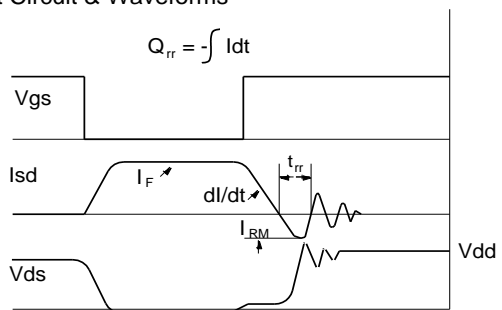 Circuit & Waveforms
Qrr = -∫ Idt
Vgs
Isd
IF
dI/dt
trr
IRM
Vdd
Vds